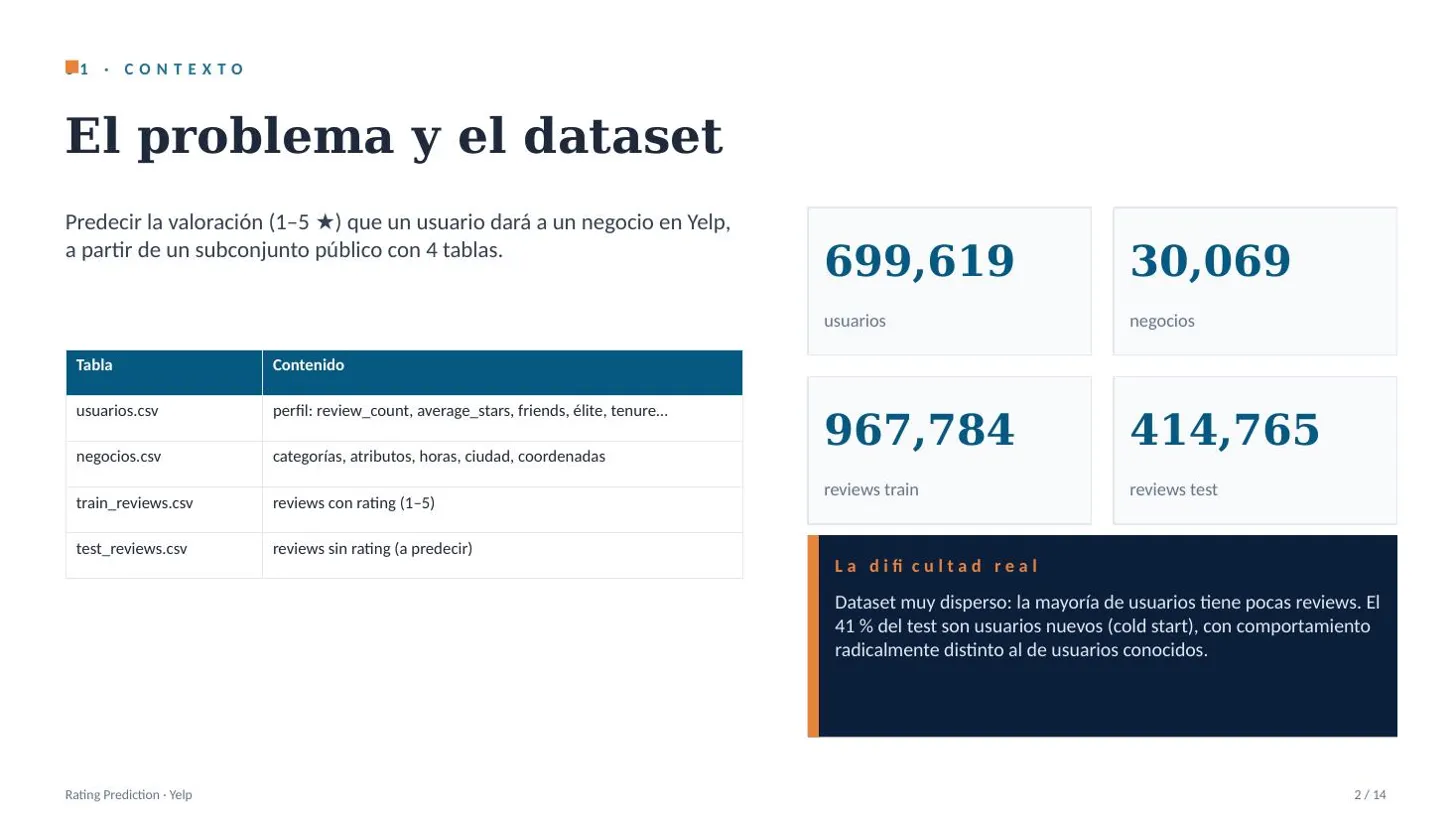 1 · CONTEXTO
El problema y el dataset
Predecir la valoración (1–5 ★) que un usuario dará a un negocio en Yelp,
a partir de un subconjunto público con 4 tablas.
Tabla Contenido
usuarios.csv perfil: review_count, average_stars, friends, élite, tenure...
negocios.csv categorías, atributos, horas, ciudad, coordenadas
train_reviews.csv reviews con rating (1–5)
test_reviews.csv reviews sin rating (a predecir)
699,619
usuarios
30,069
negocios
967,784
reviews train
414,765
reviews test
La dificultad real
Dataset muy disperso: la mayoría de usuarios tiene pocas reviews. El
41 % del test son usuarios nuevos (cold start), con comportamiento
radicalmente distinto al de usuarios conocidos.
Rating Prediction · Yelp
2 / 14